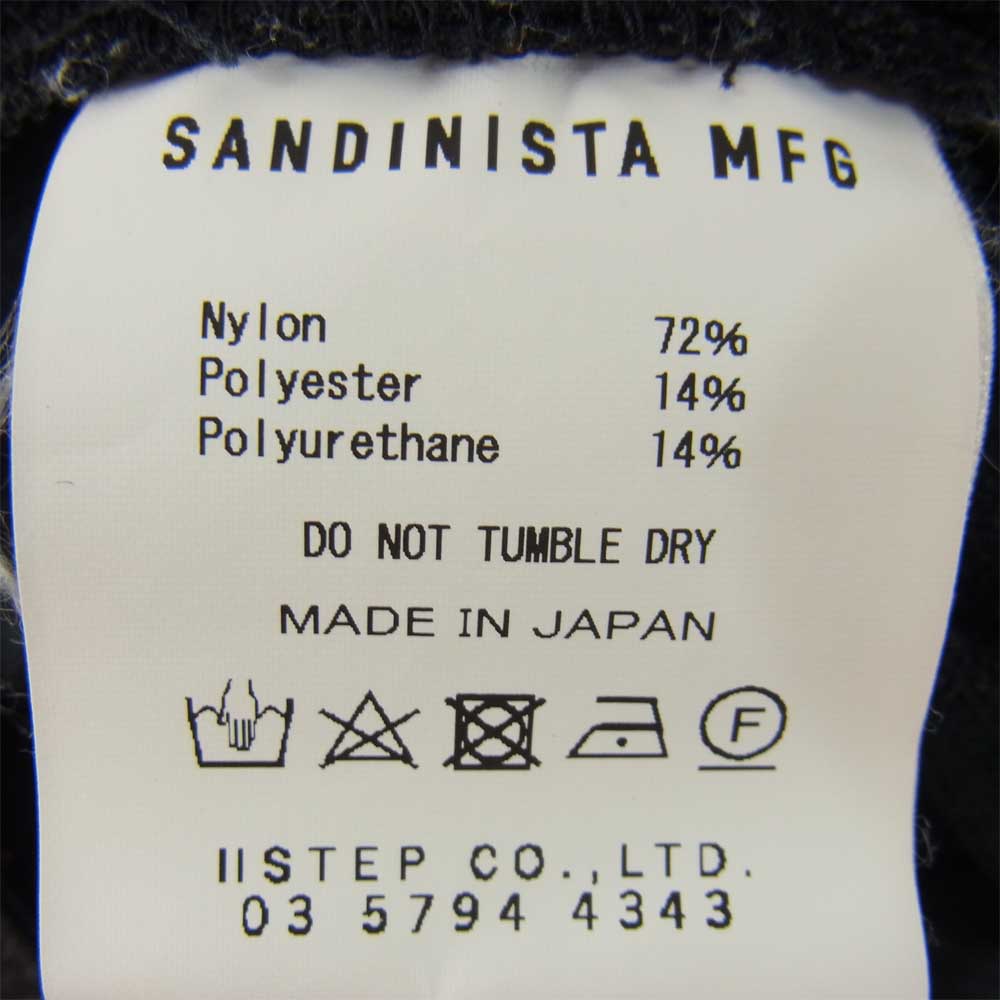 SANDINISTA MFG
Nylon 72%
Polyester 14%
Polyurethane 14%
DO NOT TUMBLE DRY
MADE IN JAPAN
F
IISTEP CO.,LTD.
03 5794 4343